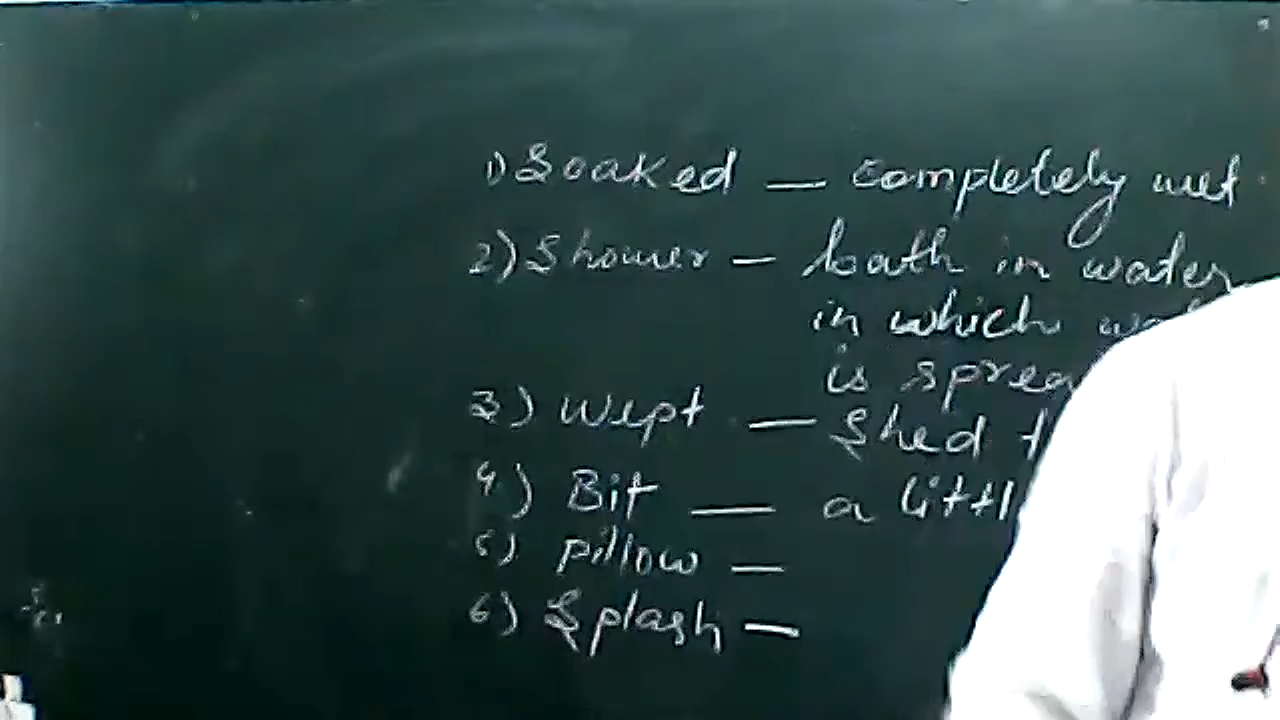 1) Soaked — completely wet
2) Shower — bath in water
in which
is
3) Wept — Shed
4) Bit — a
5) pillow —
6) Splash —